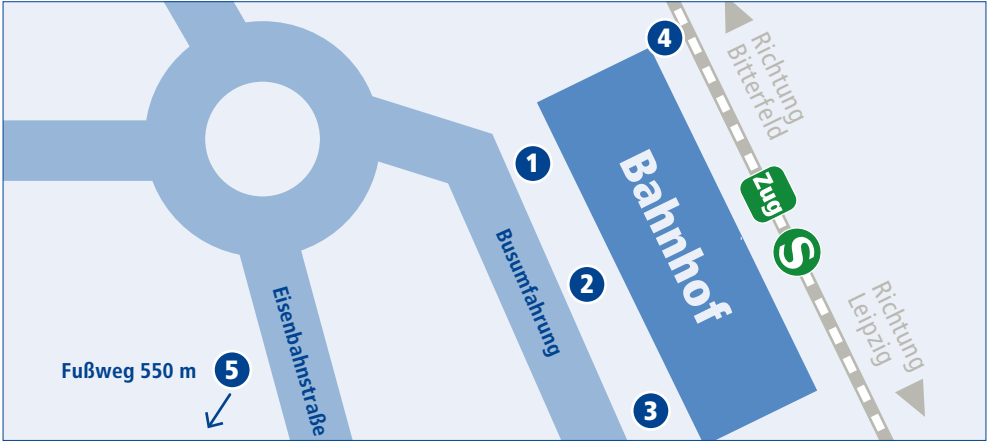 4
Richtung
Bitterfeld
1
Bahnhof
Zug
S
Busumfahrung
2
Richtung
Leipzig
Eisenbahnstraße
Fußweg 550 m
5
3